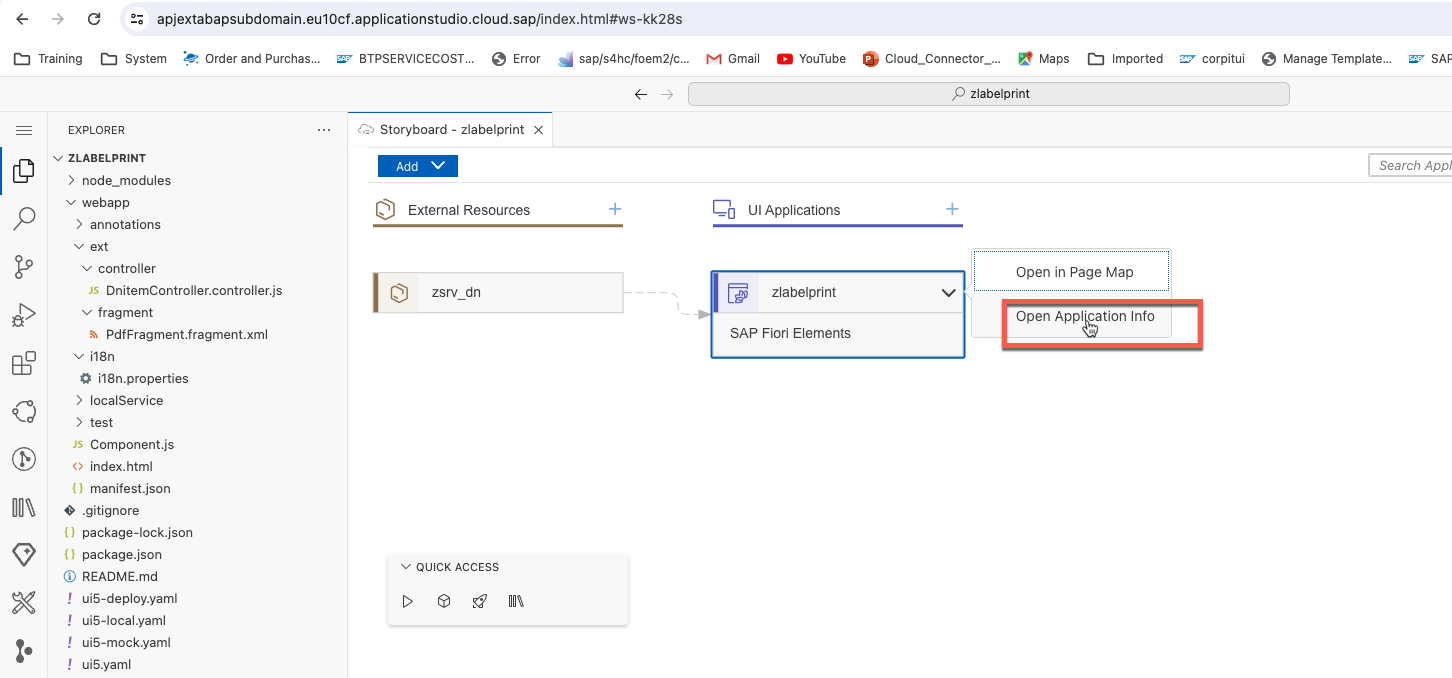 apjextabapsubdomain.eu10cf.applicationstudio.cloud.sap/index.html#ws-kk28s
Training System Order and Purchas... BTPSERVICECOST... Error sap/s4hc/foem2/c... Gmail YouTube Cloud_Connector_... Maps Imported corpitui Manage Template... SAP
zlabelprint
EXPLORER ...
Storyboard - zlabelprint
ZLABELPRINT
node_modules
webapp
annotations
ext
controller
JS DnitemController.controller.js
fragment
PdfFragment.fragment.xml
i18n
i18n.properties
localService
test
JS Component.js
<> index.html
{} manifest.json
.gitignore
{} package-lock.json
{} package.json
README.md
! ui5-deploy.yaml
! ui5-local.yaml
! ui5-mock.yaml
! ui5.yaml
Add
Search Appl
External Resources +
UI Applications +
zsrv_dn
zlabelprint
SAP Fiori Elements
Open in Page Map
Open Application Info
QUICK ACCESS